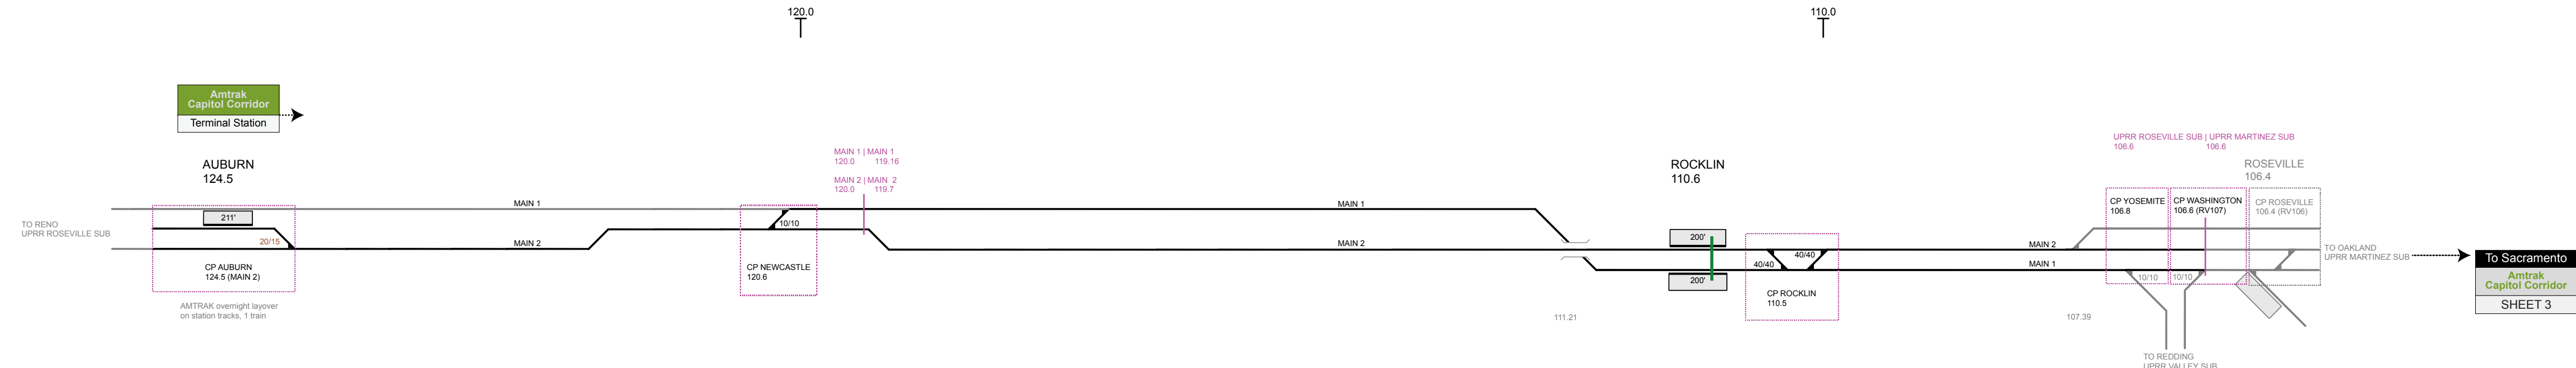 120.0
110.0
Amtrak
Capitol Corridor
Terminal Station
AUBURN
124.5
MAIN 1 | MAIN 1
120.0 119.16
MAIN 2 | MAIN 2
120.0 119.7
ROCKLIN
110.6
UPRR ROSEVILLE SUB | UPRR MARTINEZ SUB
106.6 106.6
ROSEVILLE
106.4
TO RENO
UPRR ROSEVILLE SUB
211'
20/15
MAIN 1
MAIN 2
CP AUBURN
124.5 (MAIN 2)
AMTRAK overnight layover
on station tracks, 1 train
10/10
CP NEWCASTLE
120.6
MAIN 1
MAIN 2
111.21
200'
200'
40/40
40/40
CP ROCKLIN
110.5
MAIN 2
MAIN 1
107.39
CP YOSEMITE
106.8
CP WASHINGTON
106.6 (RV107)
CP ROSEVILLE
106.4 (RV106)
10/10
10/10
TO REDDING
UPRR VALLEY SUB
TO OAKLAND
UPRR MARTINEZ SUB
To Sacramento
Amtrak
Capitol Corridor
SHEET 3